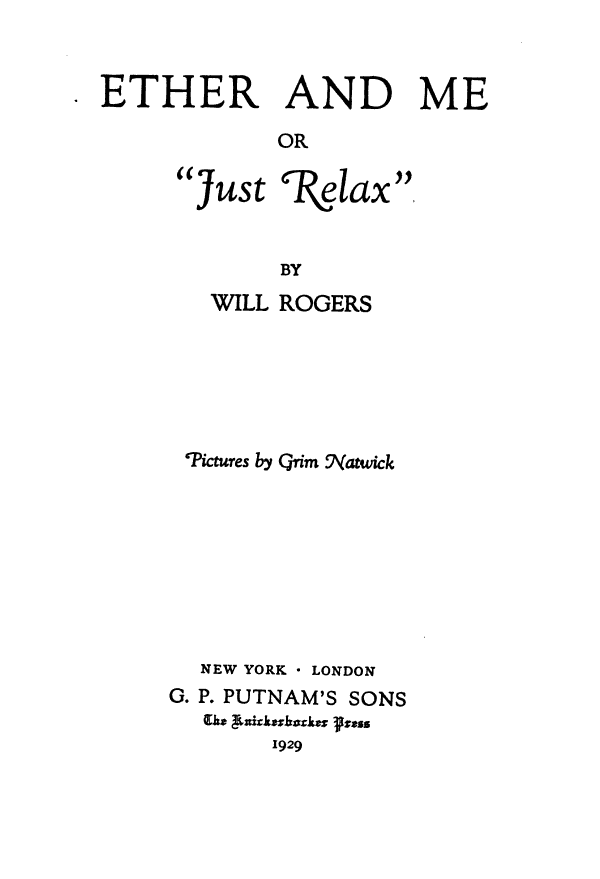 ETHER AND ME
OR
“Just Relax”
BY
WILL ROGERS
Pictures by Grim Natwick
NEW YORK · LONDON
G. P. PUTNAM'S SONS
The Knickerbocker Press
1929